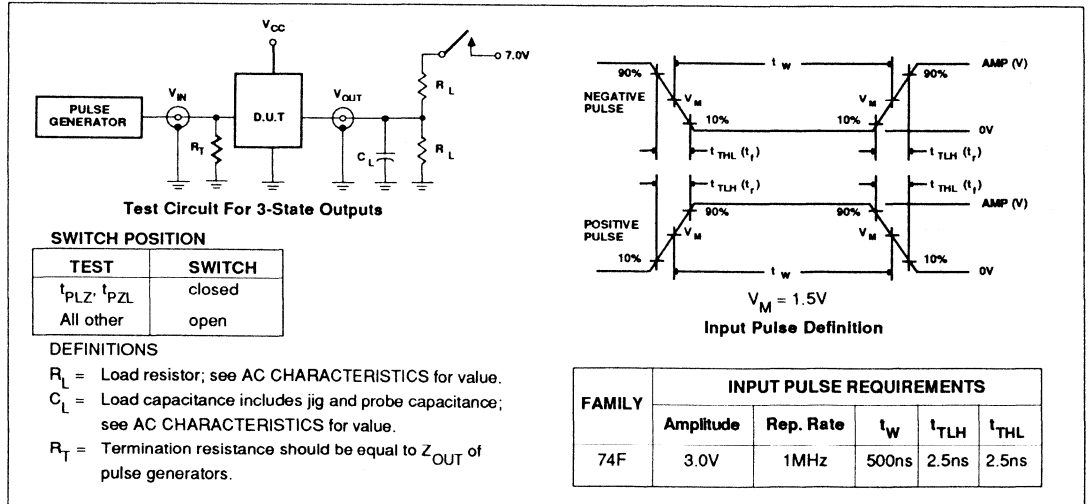 V_CC
7.0V
R_L
V_IN
V_OUT
PULSE GENERATOR
D.U.T
R_T
C_L
R_L
Test Circuit For 3-State Outputs
SWITCH POSITION
TEST SWITCH
t_PLZ, t_PZL closed
All other open
DEFINITIONS
R_L = Load resistor; see AC CHARACTERISTICS for value.
C_L = Load capacitance includes jig and probe capacitance;
see AC CHARACTERISTICS for value.
R_T = Termination resistance should be equal to Z_OUT of
pulse generators.
t_W
AMP (V)
90% 90%
NEGATIVE PULSE
V_M V_M
10% 10%
0V
t_THL (t_f) t_TLH (t_r)
t_TLH (t_r) t_THL (t_f)
AMP (V)
90% 90%
POSITIVE PULSE
V_M V_M
10% 10%
t_W
0V
V_M = 1.5V
Input Pulse Definition
FAMILY INPUT PULSE REQUIREMENTS
Amplitude Rep. Rate t_W t_TLH t_THL
74F 3.0V 1MHz 500ns 2.5ns 2.5ns